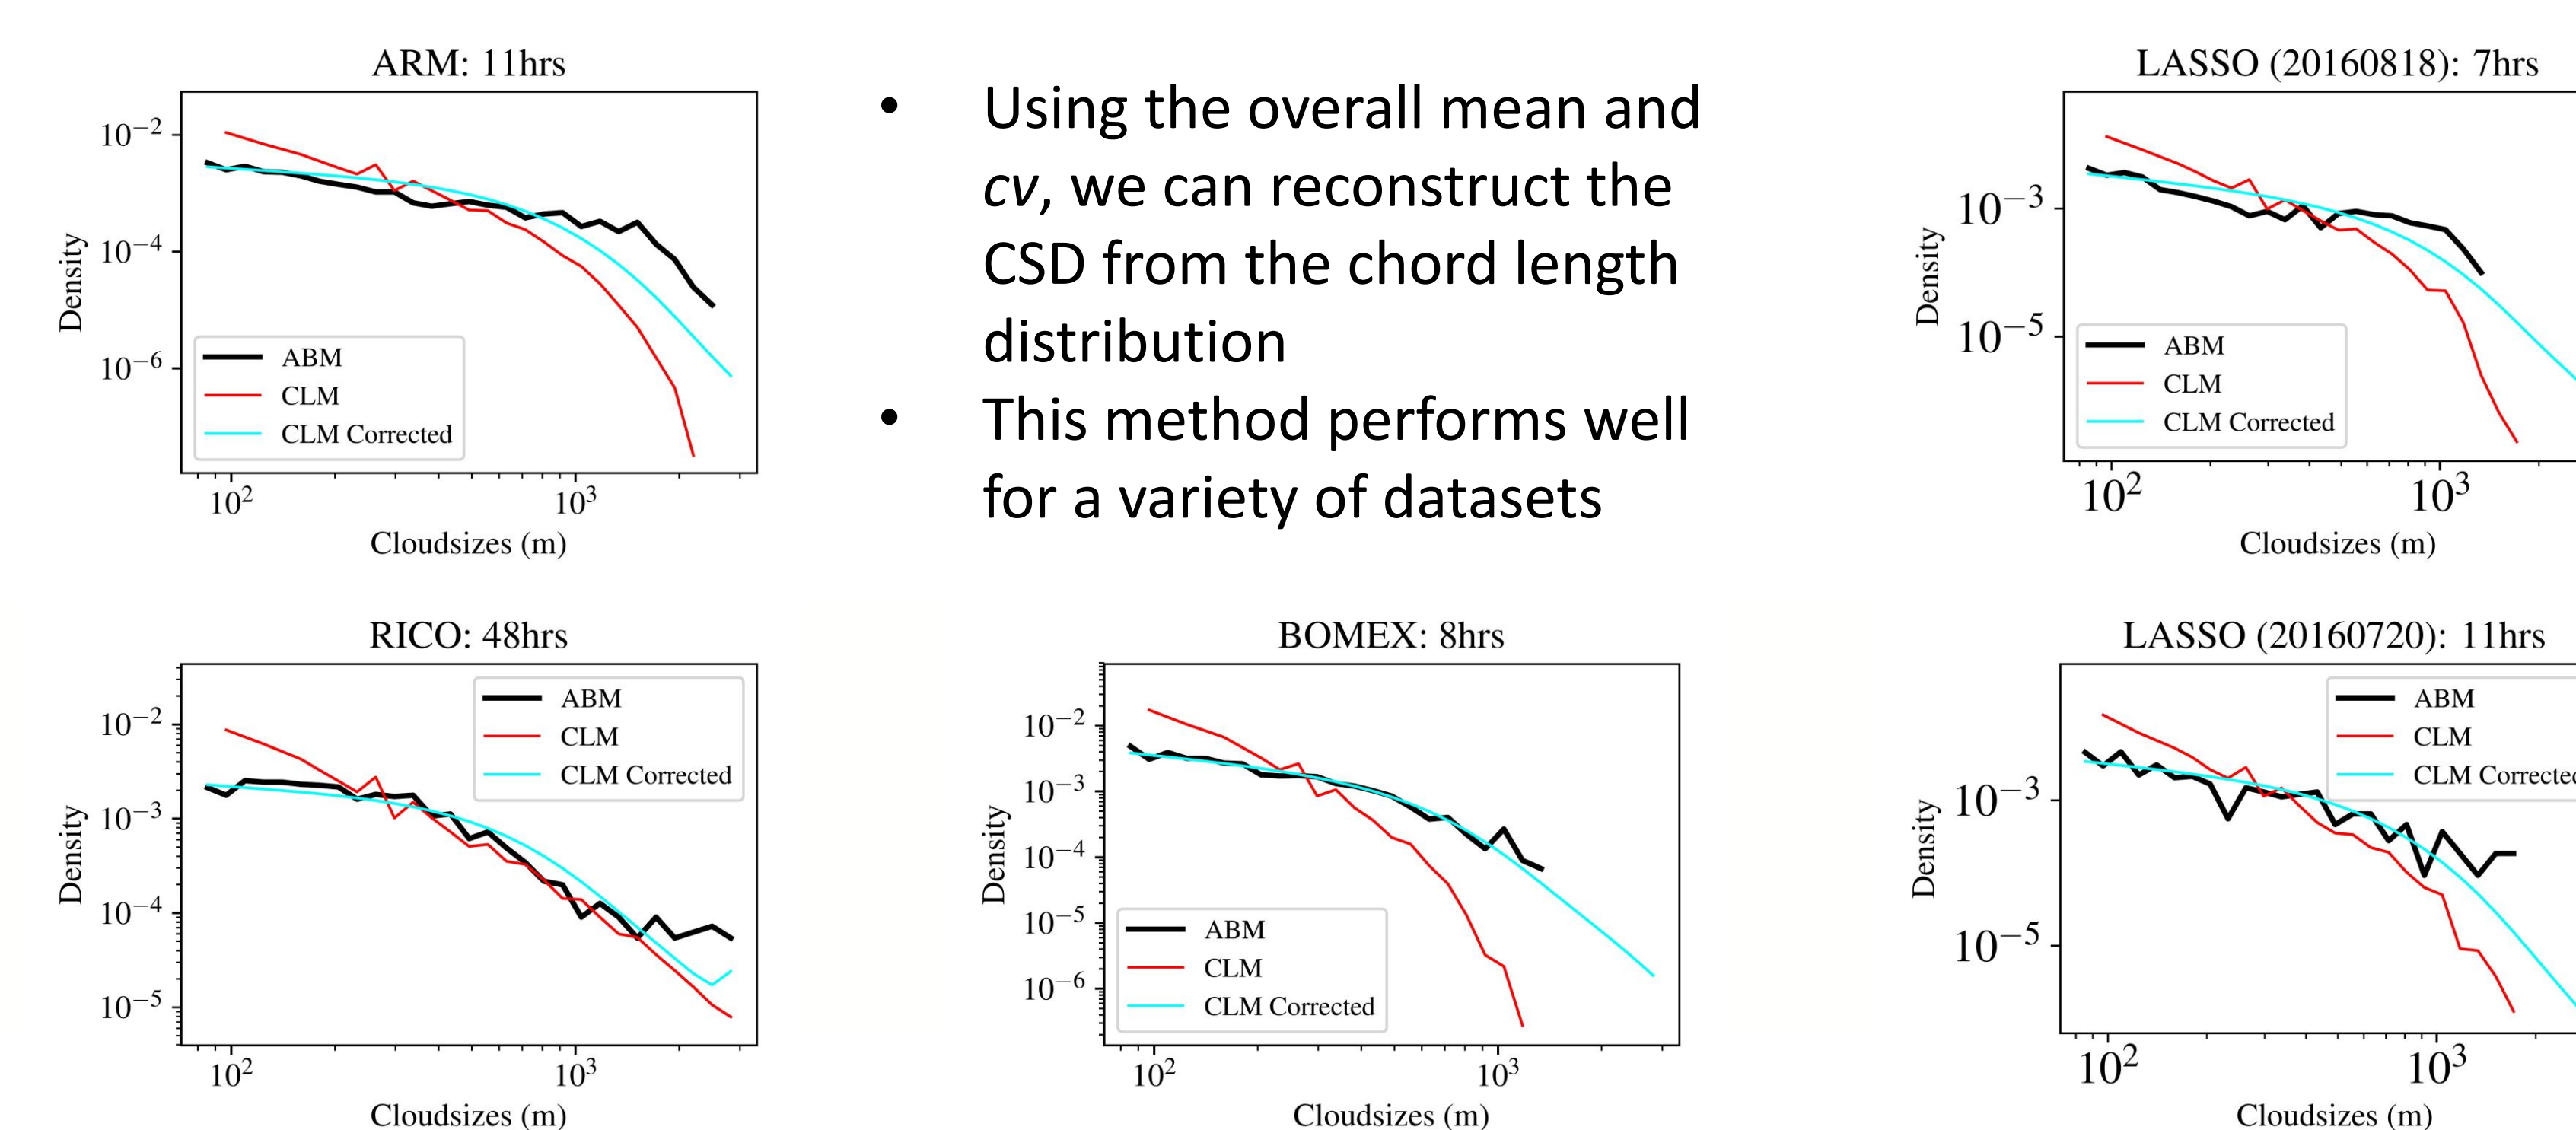 ARM: 11hrs
10−2
10−4
10−6
Density
ABM
CLM
CLM Corrected
102
103
Cloudsizes (m)
• Using the overall mean and
cv, we can reconstruct the
CSD from the chord length
distribution
• This method performs well
for a variety of datasets
LASSO (20160818): 7hrs
10−3
10−5
Density
ABM
CLM
CLM Corrected
102
103
Cloudsizes (m)
RICO: 48hrs
10−2
10−3
10−4
10−5
Density
ABM
CLM
CLM Corrected
102
103
Cloudsizes (m)
BOMEX: 8hrs
10−2
10−3
10−4
10−5
10−6
Density
ABM
CLM
CLM Corrected
102
103
Cloudsizes (m)
LASSO (20160720): 11hrs
10−3
10−5
Density
ABM
CLM
CLM Corrected
102
103
Cloudsizes (m)